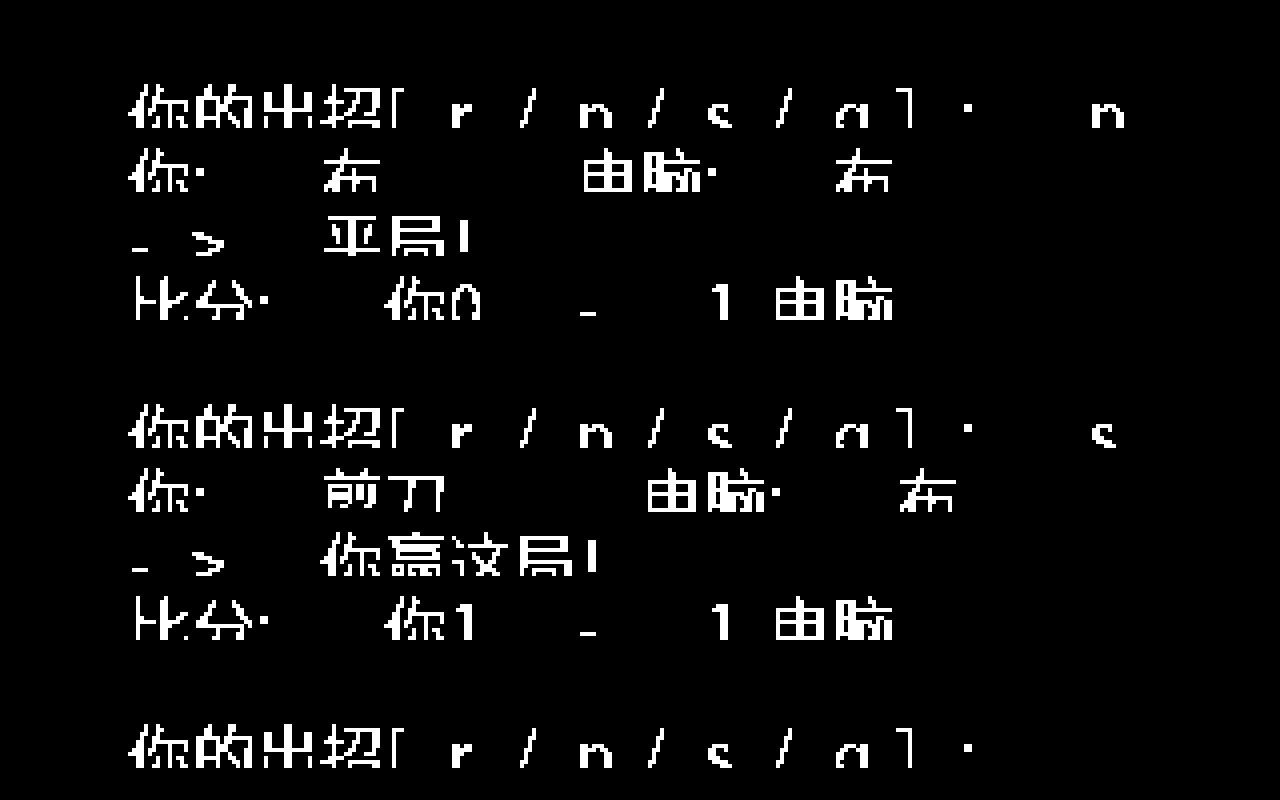 你的出招[r/p/s/q]: p
你: 布   电脑: 布
-> 平局!
比分: 你0 - 1电脑
你的出招[r/p/s/q]: s
你: 剪刀   电脑: 布
-> 你赢这局!
比分: 你1 - 1电脑
你的出招[r/p/s/q]: